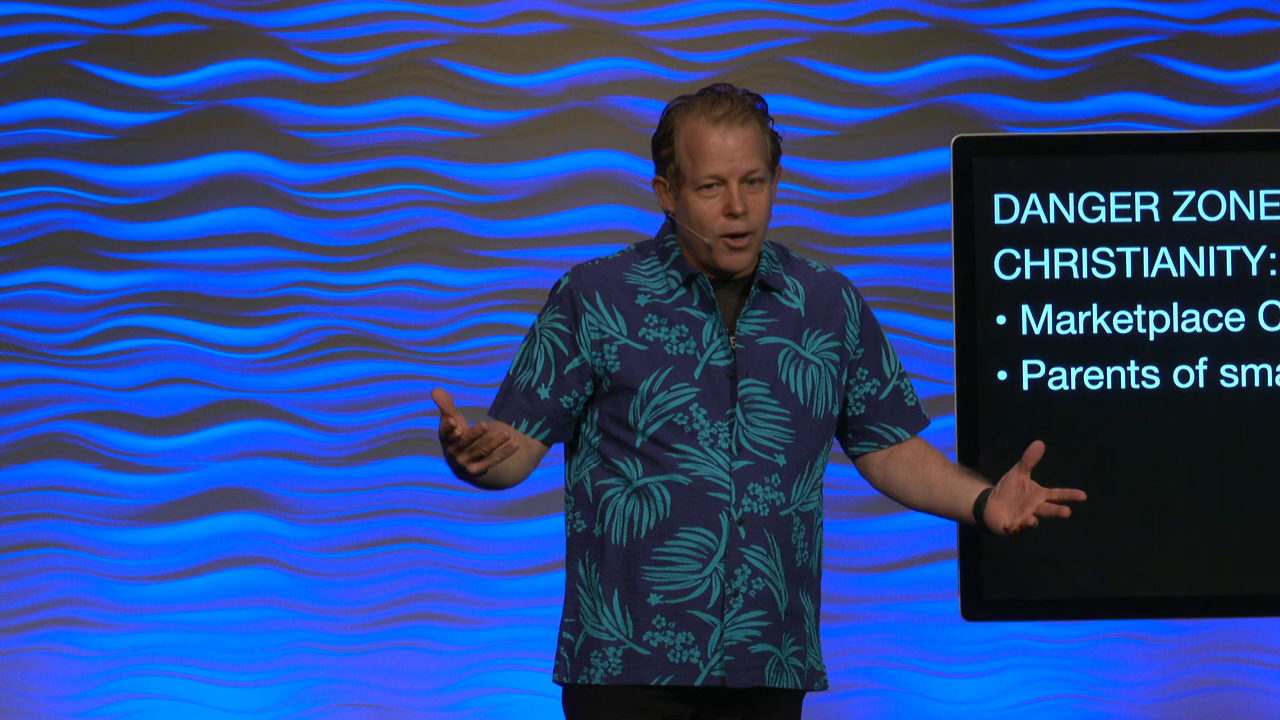 DANGER ZONE
CHRISTIANITY:
• Marketplace
• Parents of